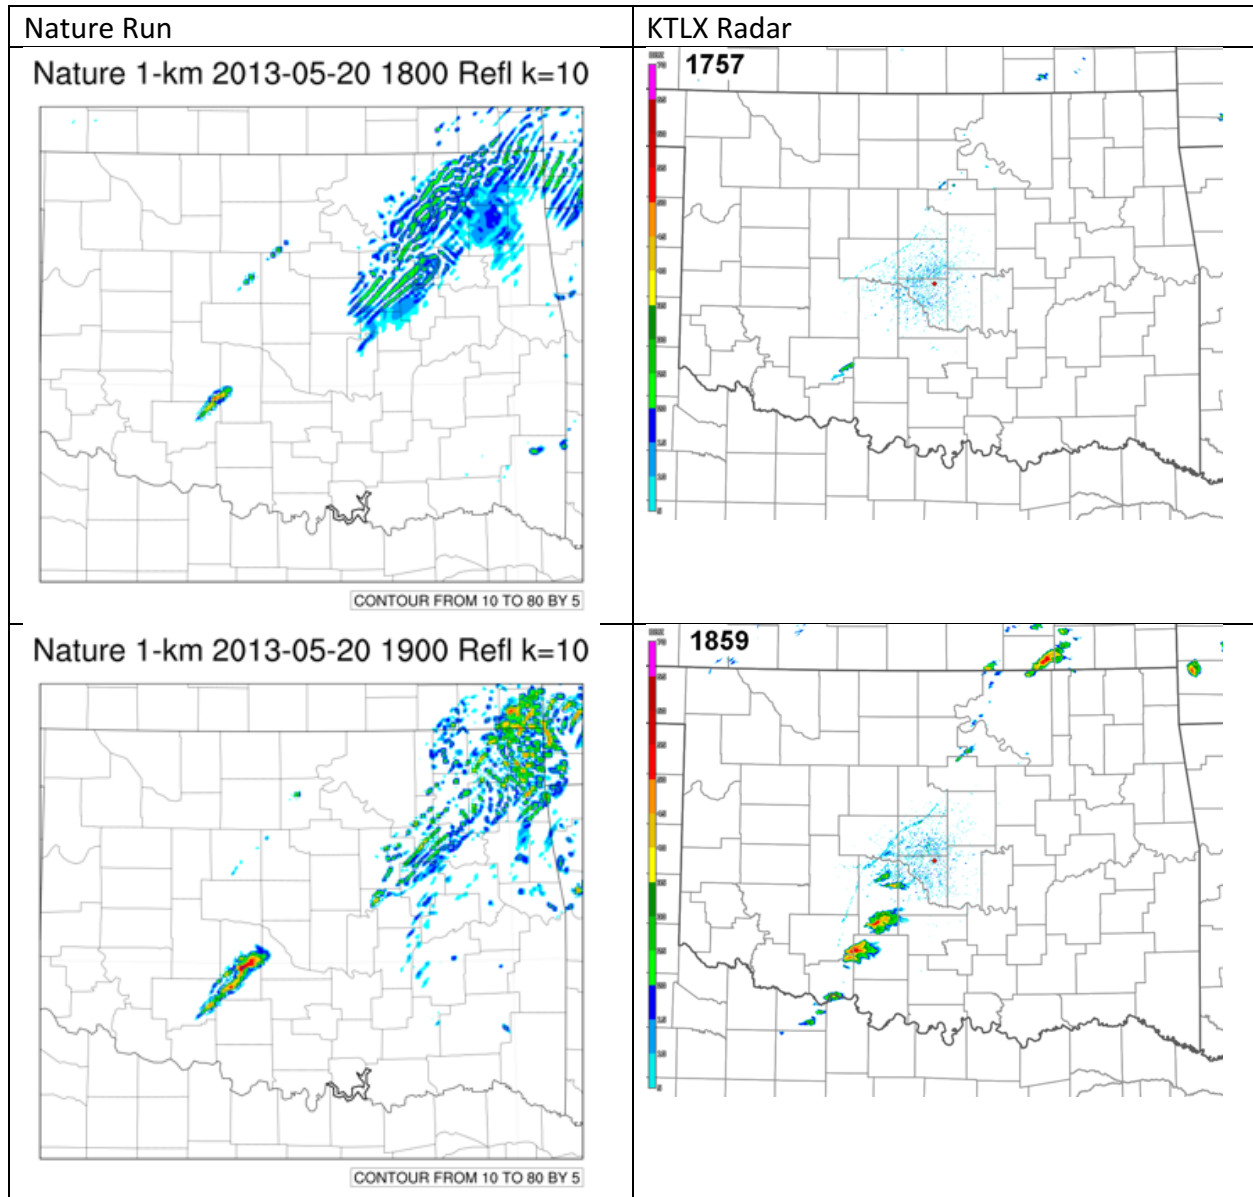 Nature Run
KTLX Radar
Nature 1-km 2013-05-20 1800 Refl k=10
1757
CONTOUR FROM 10 TO 80 BY 5
Nature 1-km 2013-05-20 1900 Refl k=10
1859
CONTOUR FROM 10 TO 80 BY 5